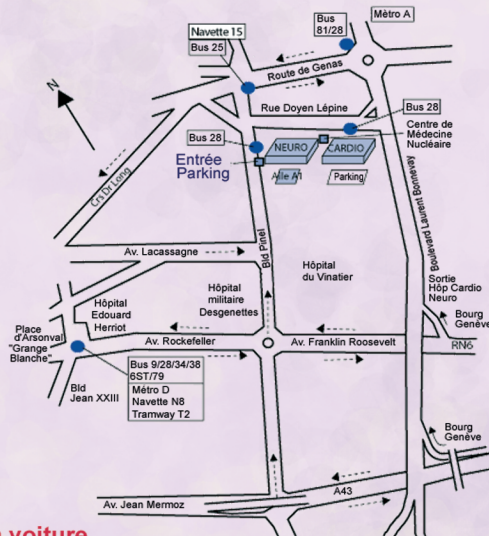 Mètro A
Bus
81/28
Navette 15
Bus 25
Route de Genas
N
Rue Doyen Lépine
Bus 28
Centre de
Médecine
Nucléaire
Bus 28
NEURO
CARDIO
Entrée
Parking
Alle A1
Parking
Crs Dr Long
Boulevard Laurent Bonnevay
Bld Pinel
Av. Lacassagne
Hôpital
du Vinatier
Sortie
Hôp Cardio
Neuro
Hôpital
militaire
Desgenettes
Hôpital
Edouard
Herriot
Bourg
Genève
Place
d'Arsonval
"Grange
Blanche"
Av. Rockefeller
Av. Franklin Roosevelt
RN6
Bus 9/28/34/38
6ST/79
Métro D
Navette N8
Tramway T2
Bld
Jean XXIII
Bourg
Genève
A43
Av. Jean Mermoz
voiture